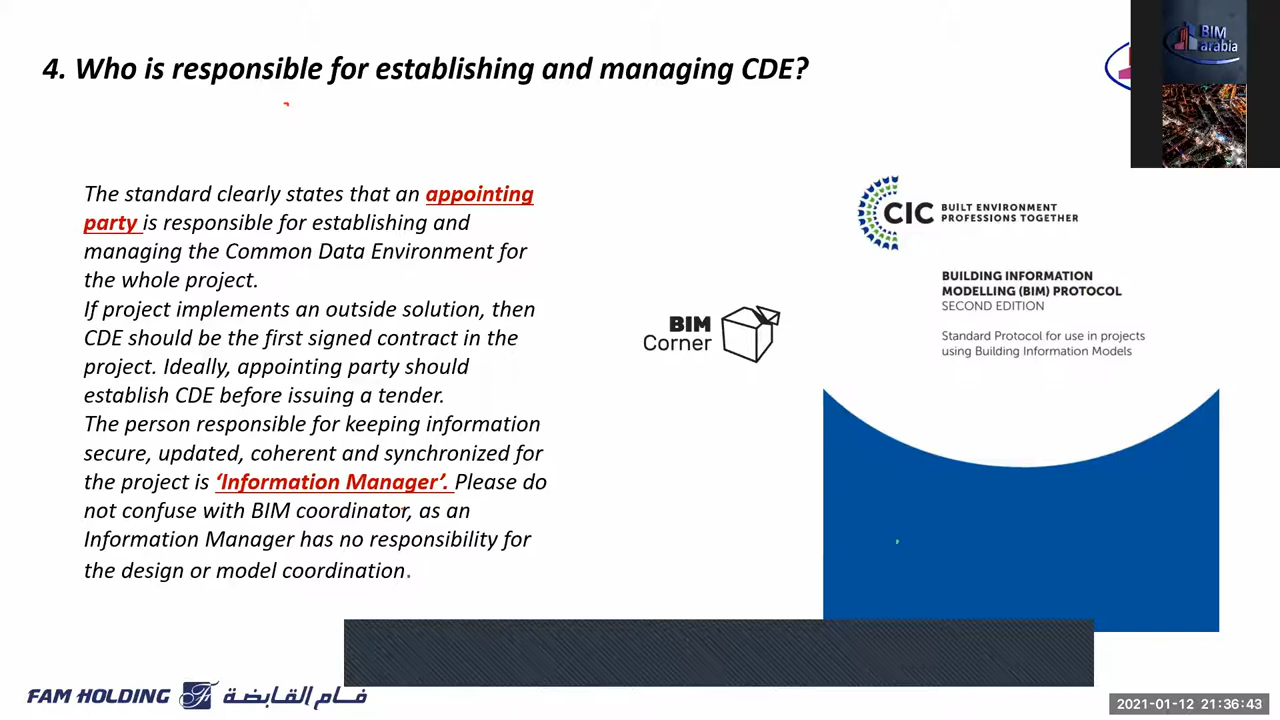 4. Who is responsible for establishing and managing CDE?
BIM
arabia
The standard clearly states that an appointing
party is responsible for establishing and
managing the Common Data Environment for
the whole project.
If project implements an outside solution, then
CDE should be the first signed contract in the
project. Ideally, appointing party should
establish CDE before issuing a tender.
The person responsible for keeping information
secure, updated, coherent and synchronized for
the project is ‘Information Manager’. Please do
not confuse with BIM coordinator, as an
Information Manager has no responsibility for
the design or model coordination.
BIM
Corner
CIC BUILT ENVIRONMENT
PROFESSIONS TOGETHER
BUILDING INFORMATION
MODELLING (BIM) PROTOCOL
SECOND EDITION
Standard Protocol for use in projects
using Building Information Models
FAM HOLDING فام القابضة
2021-01-12 21:36:43